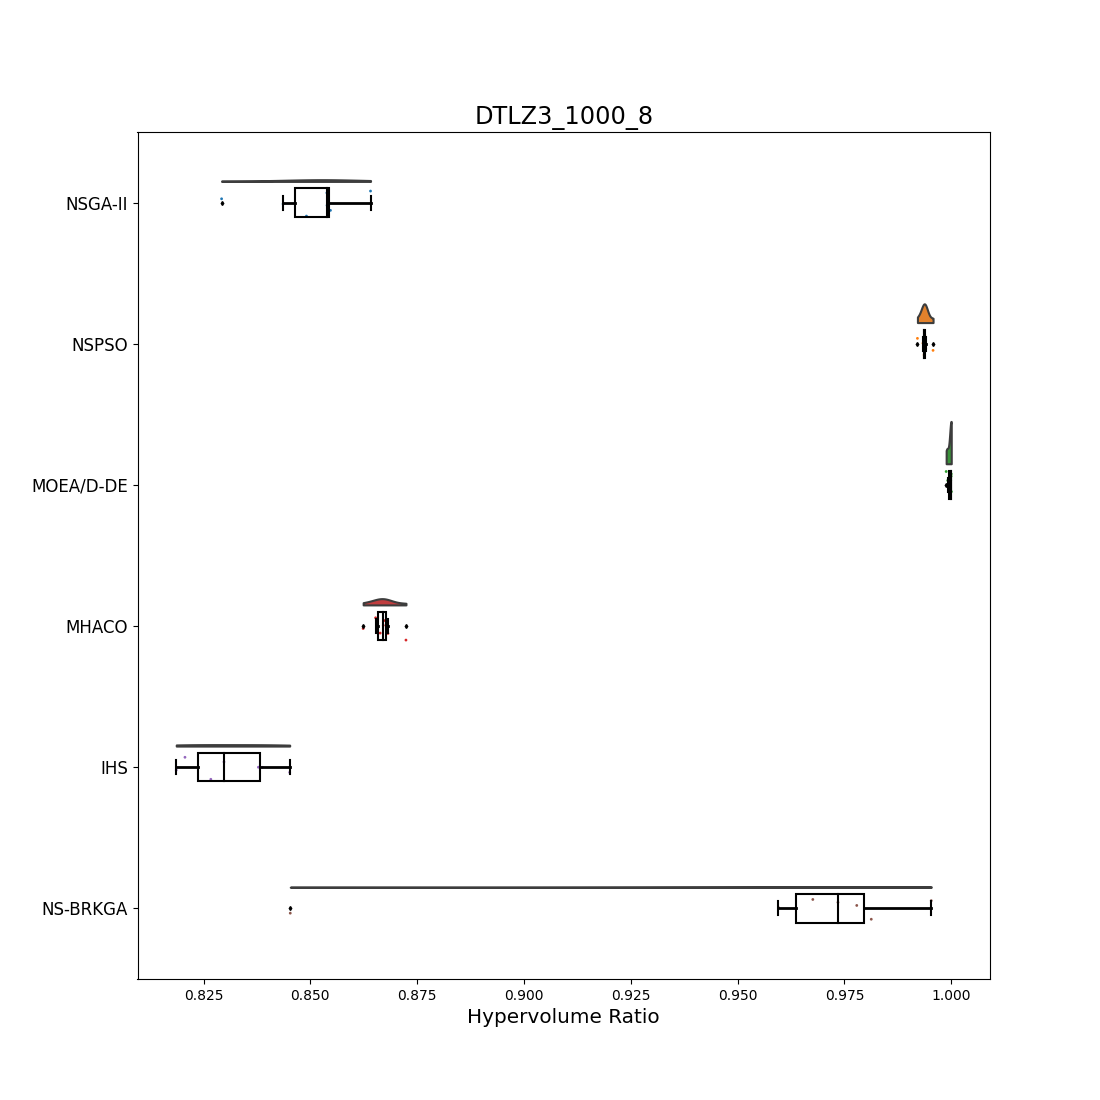 DTLZ3_1000_8
NSGA-II
NSPSO
MOEA/D-DE
MHACO
IHS
NS-BRKGA
0.825 0.850 0.875 0.900 0.925 0.950 0.975 1.000
Hypervolume Ratio